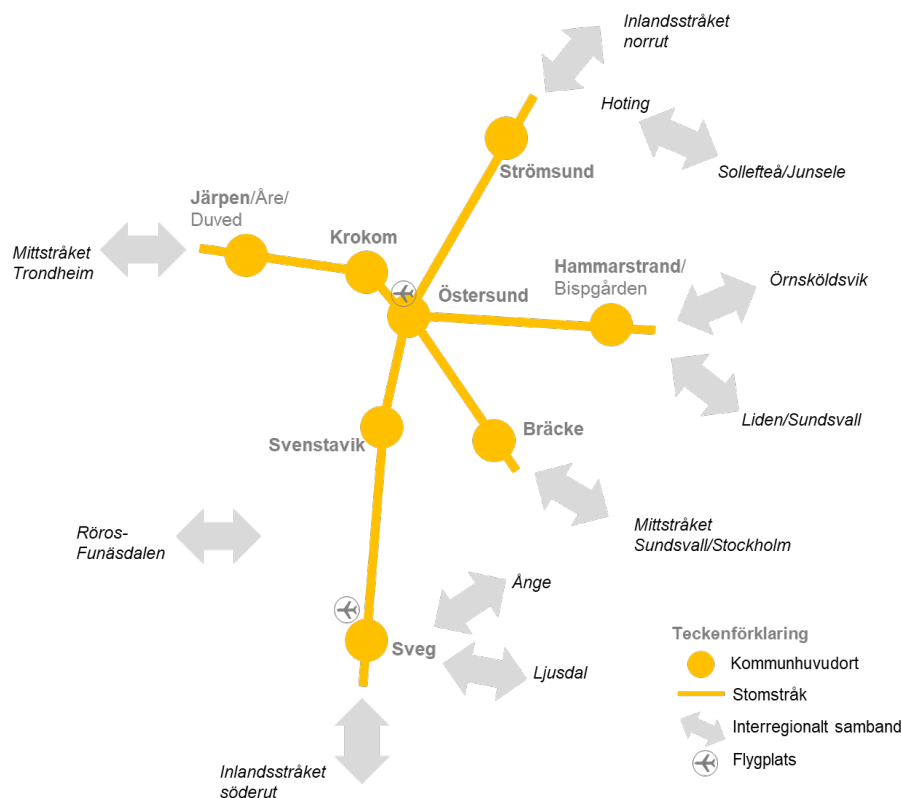 Inlandsstråket
norrut
Hoting
Sollefteå/Junsele
Strömsund
Järpen/Åre/
Duved
Krokom
Mittstråket
Trondheim
Hammarstrand/
Bispgården
Örnsköldsvik
Östersund
Liden/Sundsvall
Bräcke
Svenstavik
Röros-
Funäsdalen
Mittstråket
Sundsvall/Stockholm
Ånge
Sveg
Ljusdal
Inlandsstråket
söderut
Teckenförklaring
Kommunhuvudort
Stomstråk
Interregionalt samband
Flygplats